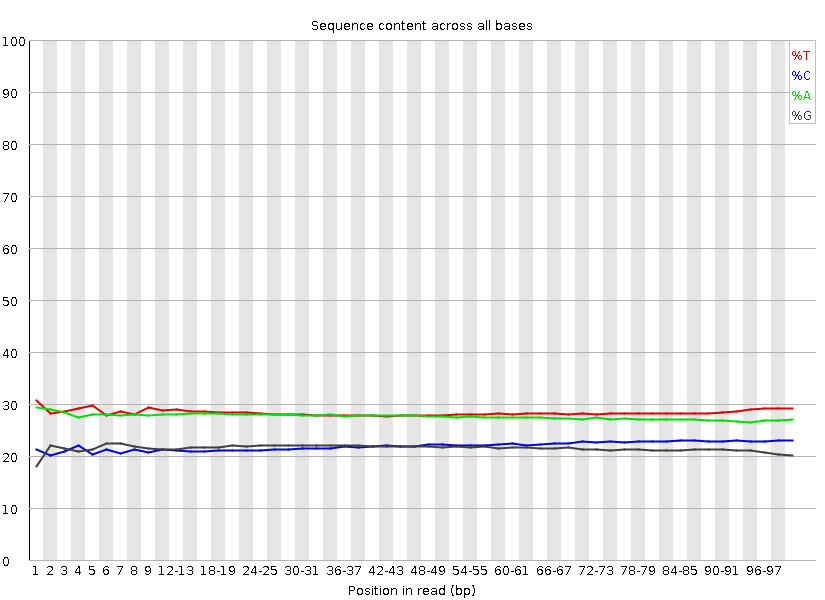 Sequence content across all bases
100
90
80
70
60
50
40
30
20
10
0
%T
%C
%A
%G
1 2 3 4 5 6 7 8 9 12-13 18-19 24-25 30-31 36-37 42-43 48-49 54-55 60-61 66-67 72-73 78-79 84-85 90-91 96-97
Position in read (bp)